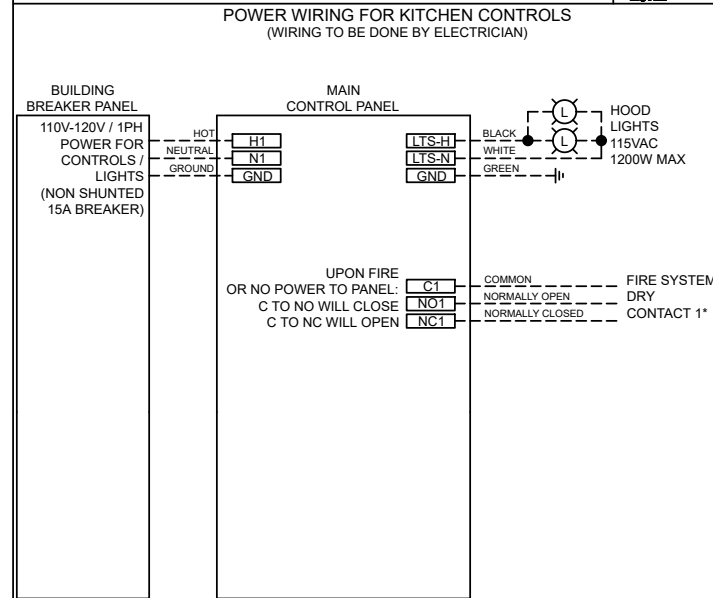 POWER WIRING FOR KITCHEN CONTROLS
(WIRING TO BE DONE BY ELECTRICIAN)
BUILDING
BREAKER PANEL
MAIN
CONTROL PANEL
110V-120V / 1PH
POWER FOR
CONTROLS /
LIGHTS
(NON SHUNTED
15A BREAKER)
HOT
NEUTRAL
GROUND
H1
N1
GND
LTS-H
LTS-N
GND
BLACK
WHITE
GREEN
L
L
HOOD
LIGHTS
115VAC
1200W MAX
UPON FIRE
OR NO POWER TO PANEL:
C TO NO WILL CLOSE
C TO NC WILL OPEN
C1
NO1
NC1
COMMON
NORMALLY OPEN
NORMALLY CLOSED
FIRE SYSTEM
DRY
CONTACT 1*